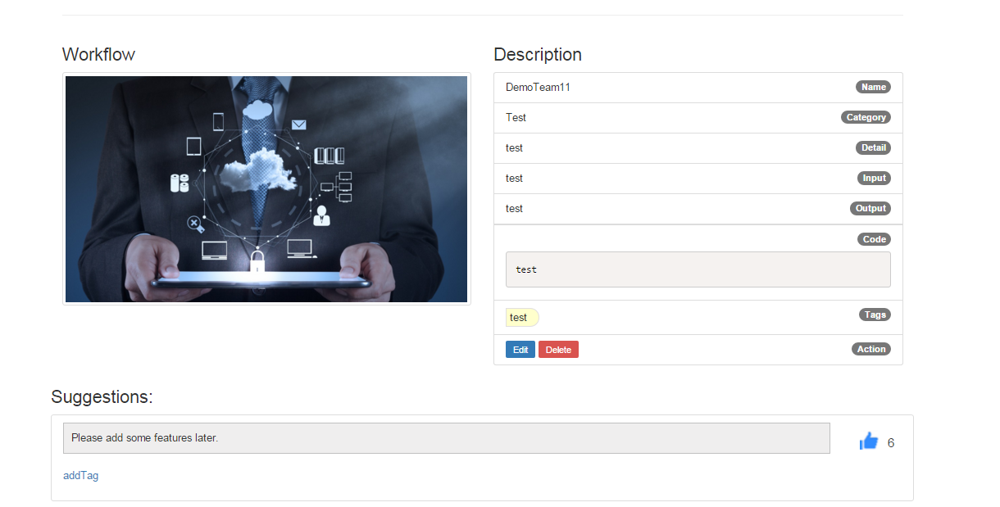 Workflow
Description
DemoTeam11 Name
Test Category
test Detail
test Input
test Output
Code
test
test Tags
Edit Delete Action
Suggestions:
Please add some features later.
6
addTag